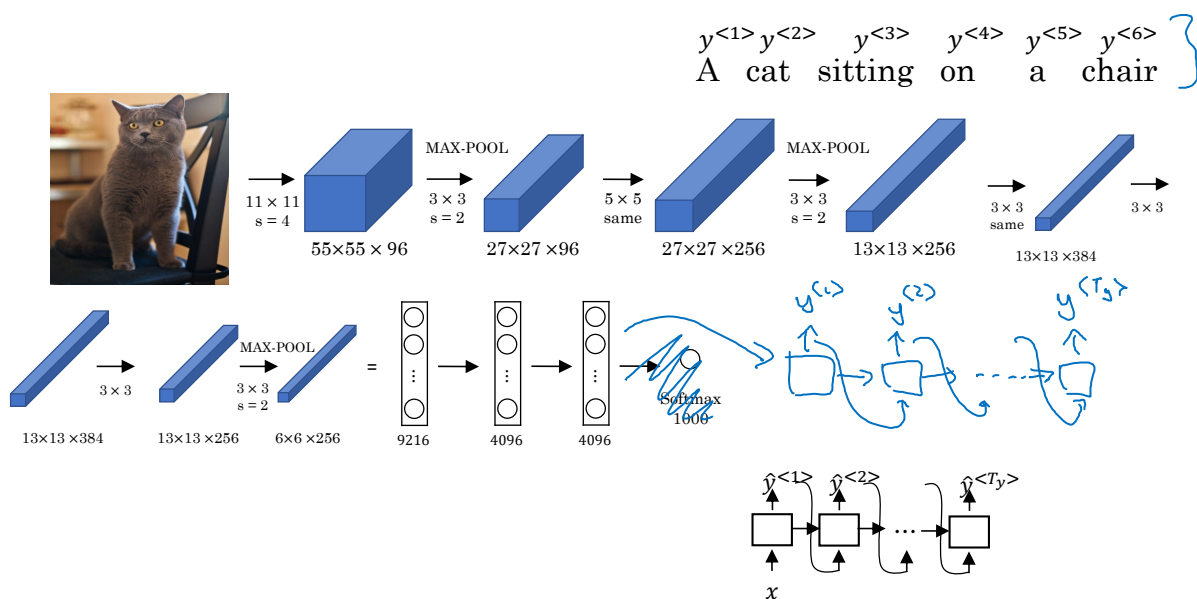 y<1> y<2> y<3> y<4> y<5> y<6>
A cat sitting on a chair
MAX-POOL MAX-POOL
11 × 11 3 × 3 5 × 5 3 × 3 3 × 3 3 × 3
s = 4 s = 2 same s = 2 same
55×55 × 96 27×27 ×96 27×27 ×256 13×13 ×256 13×13 ×384
y<1> y<2> y<Ty>
MAX-POOL
3 × 3 3 × 3 = ... ... ...
s = 2
Softmax
1000
13×13 ×384 13×13 ×256 6×6 ×256 9216 4096 4096
ŷ<1> ŷ<2> ŷ<Ty>
...
x